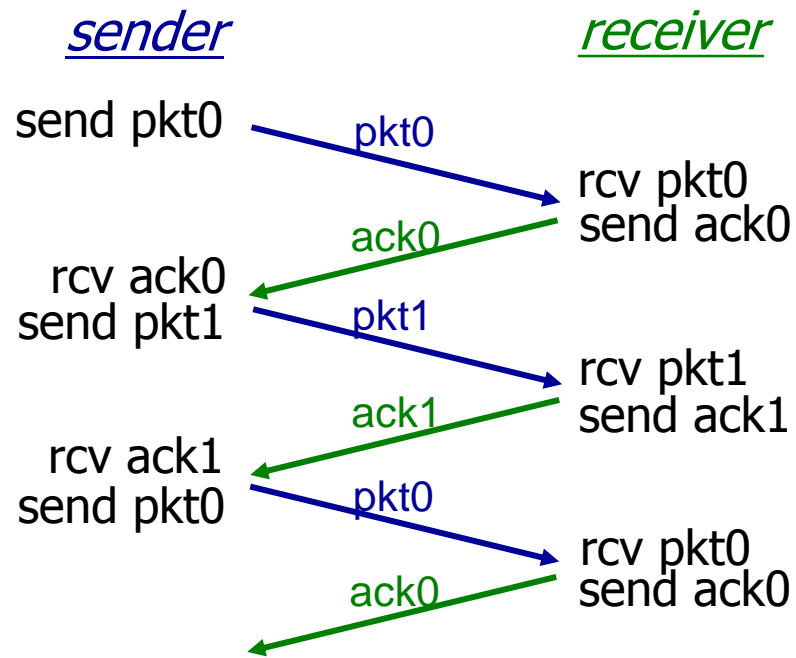 sender receiver
send pkt0
pkt0
rcv pkt0
send ack0
ack0
rcv ack0
send pkt1
pkt1
rcv pkt1
send ack1
ack1
rcv ack1
send pkt0
pkt0
rcv pkt0
send ack0
ack0